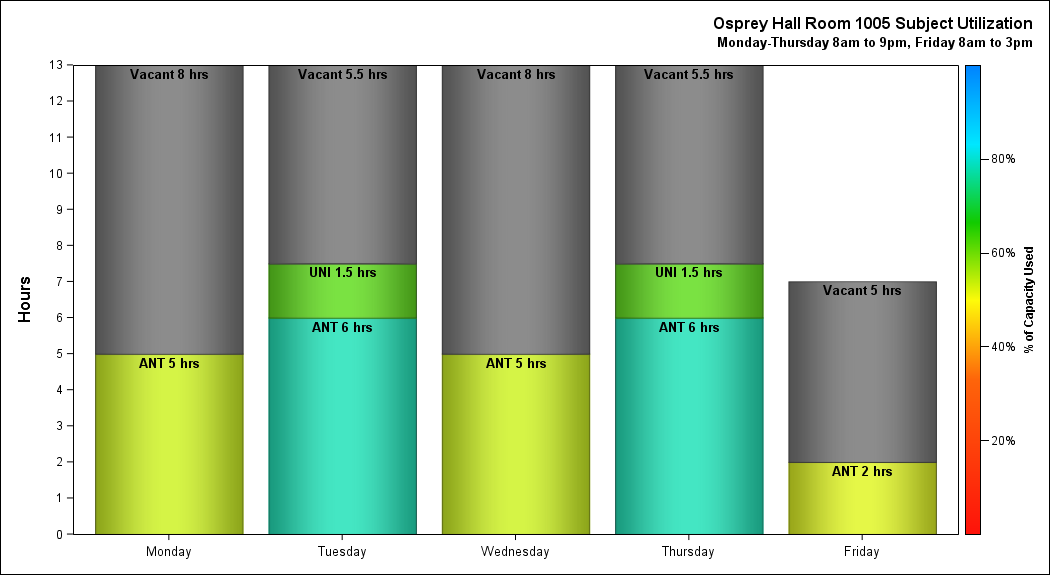 Osprey Hall Room 1005 Subject Utilization
Monday-Thursday 8am to 9pm, Friday 8am to 3pm
Hours
13
12
11
10
9
8
7
6
5
4
3
2
1
0
Vacant 8 hrs
ANT 5 hrs
Vacant 5.5 hrs
UNI 1.5 hrs
ANT 6 hrs
Vacant 8 hrs
ANT 5 hrs
Vacant 5.5 hrs
UNI 1.5 hrs
ANT 6 hrs
Vacant 5 hrs
ANT 2 hrs
Monday
Tuesday
Wednesday
Thursday
Friday
80%
60%
40%
20%
% of Capacity Used